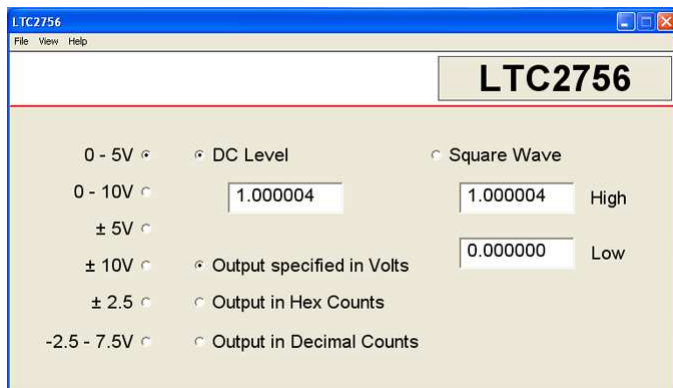 LTC2756
File View Help
LTC2756
0 - 5V DC Level Square Wave
0 - 10V 1.000004 1.000004 High
± 5V
± 10V Output specified in Volts 0.000000 Low
± 2.5 Output in Hex Counts
-2.5 - 7.5V Output in Decimal Counts